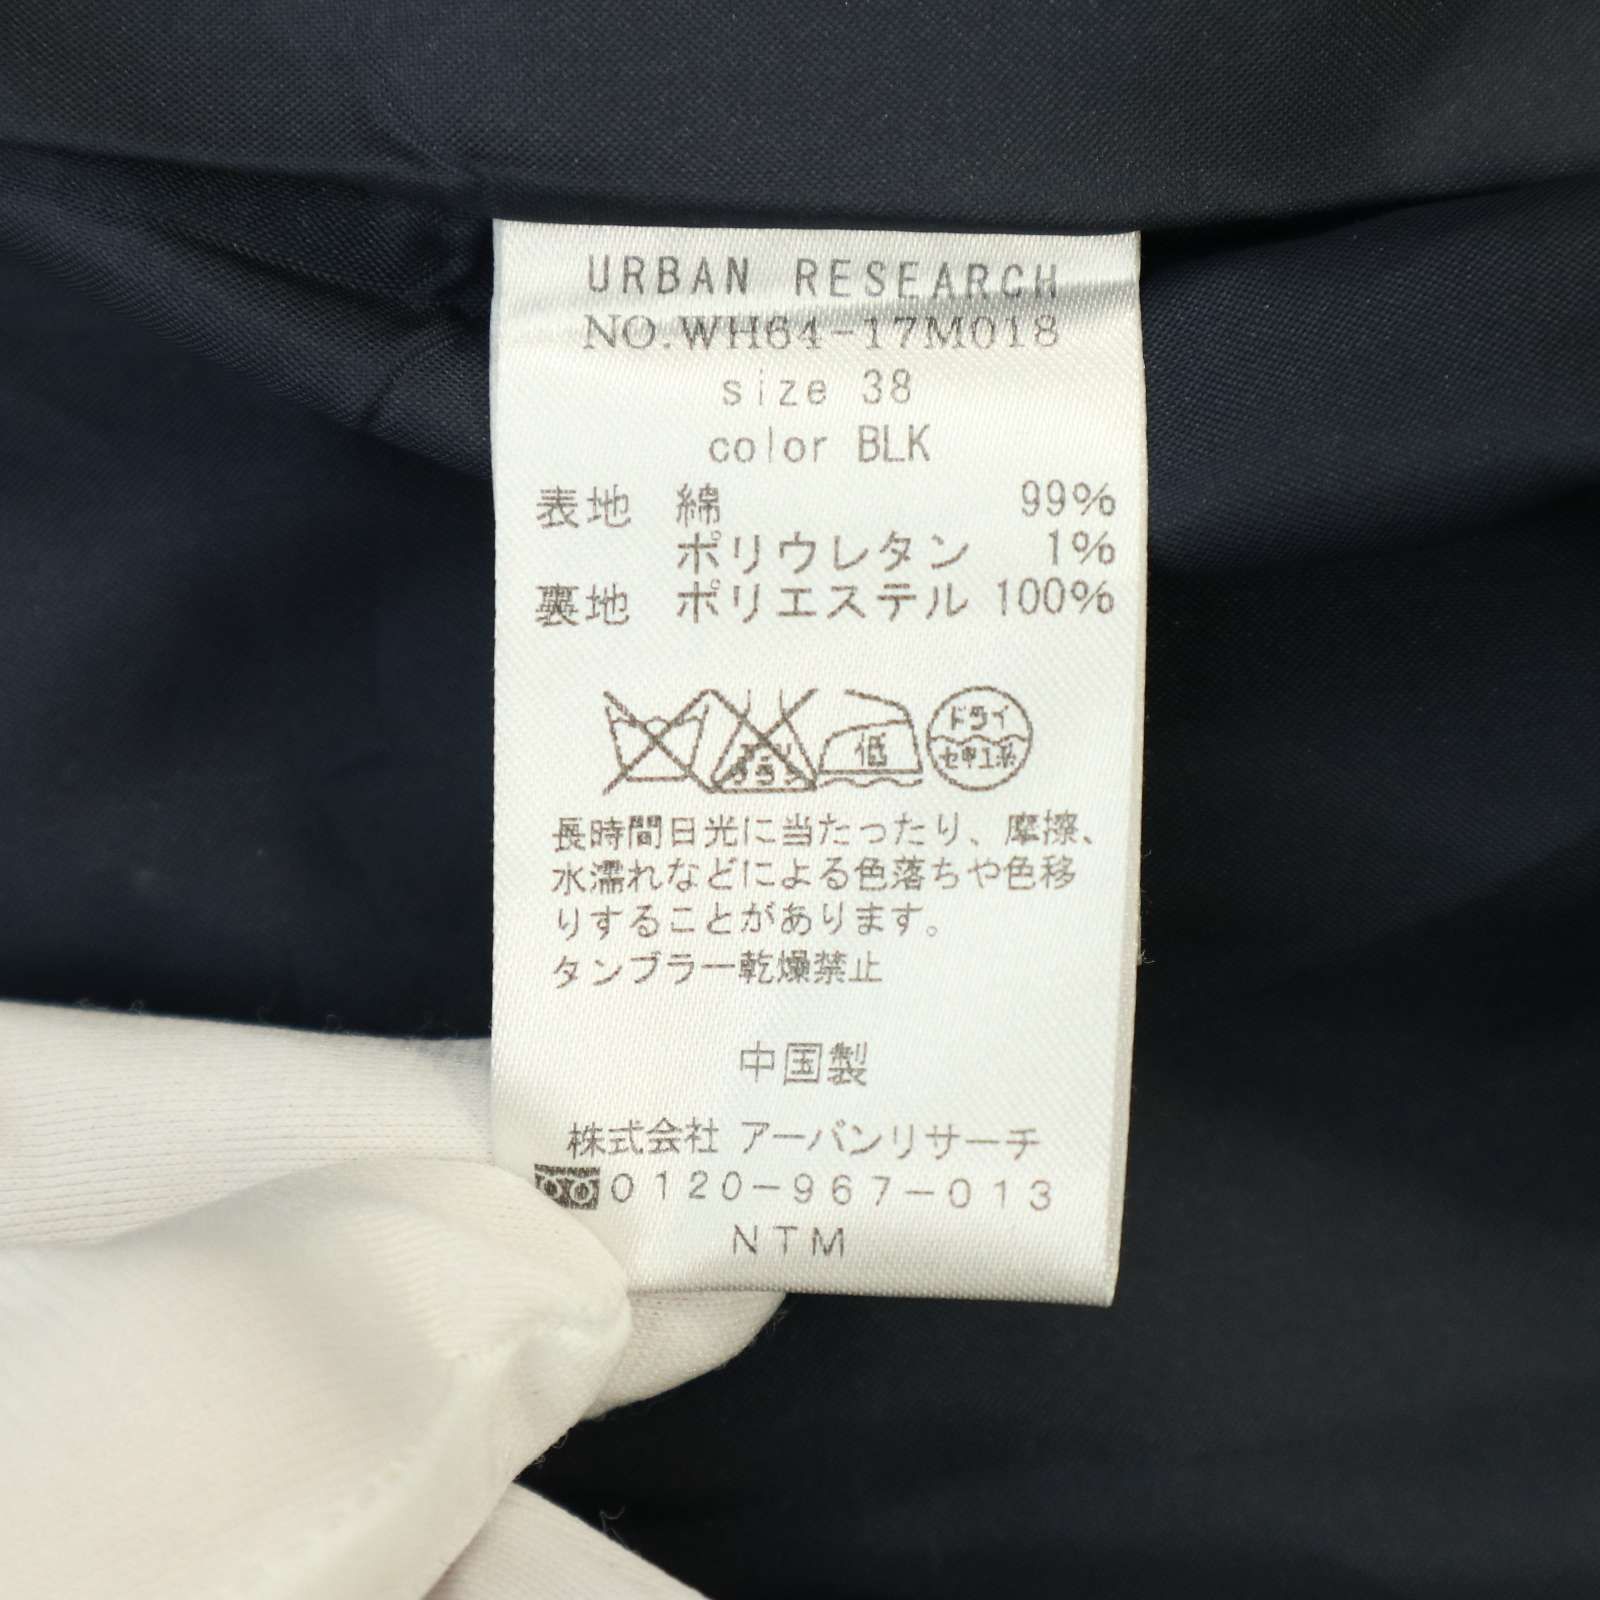 URBAN RESEARCH
NO.WH64-17M018
size 38
color BLK
表地 綿 99%
ポリウレタン 1%
裏地 ポリエステル 100%
低 ドライ
セキユ系
長時間日光に当たったり、摩擦、
水濡れなどによる色落ちや色移
りすることがあります。
タンブラー乾燥禁止
中国製
株式会社 アーバンリサーチ
0120-967-013
NTM